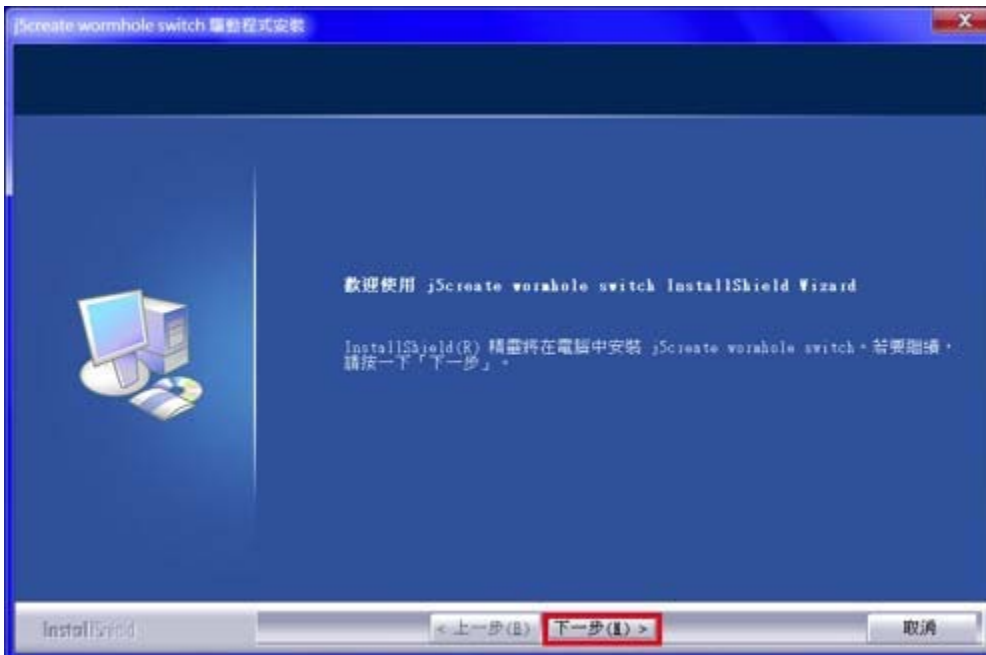 j5create wormhole switch 驅動程式安裝
歡迎使用 j5create wormhole switch InstallShield Wizard
InstallShield(R) 精靈將在電腦中安裝 j5create wormhole switch。若要繼續，
請按一下「下一步」。
InstallShield
< 上一步(B)
下一步(N) >
取消